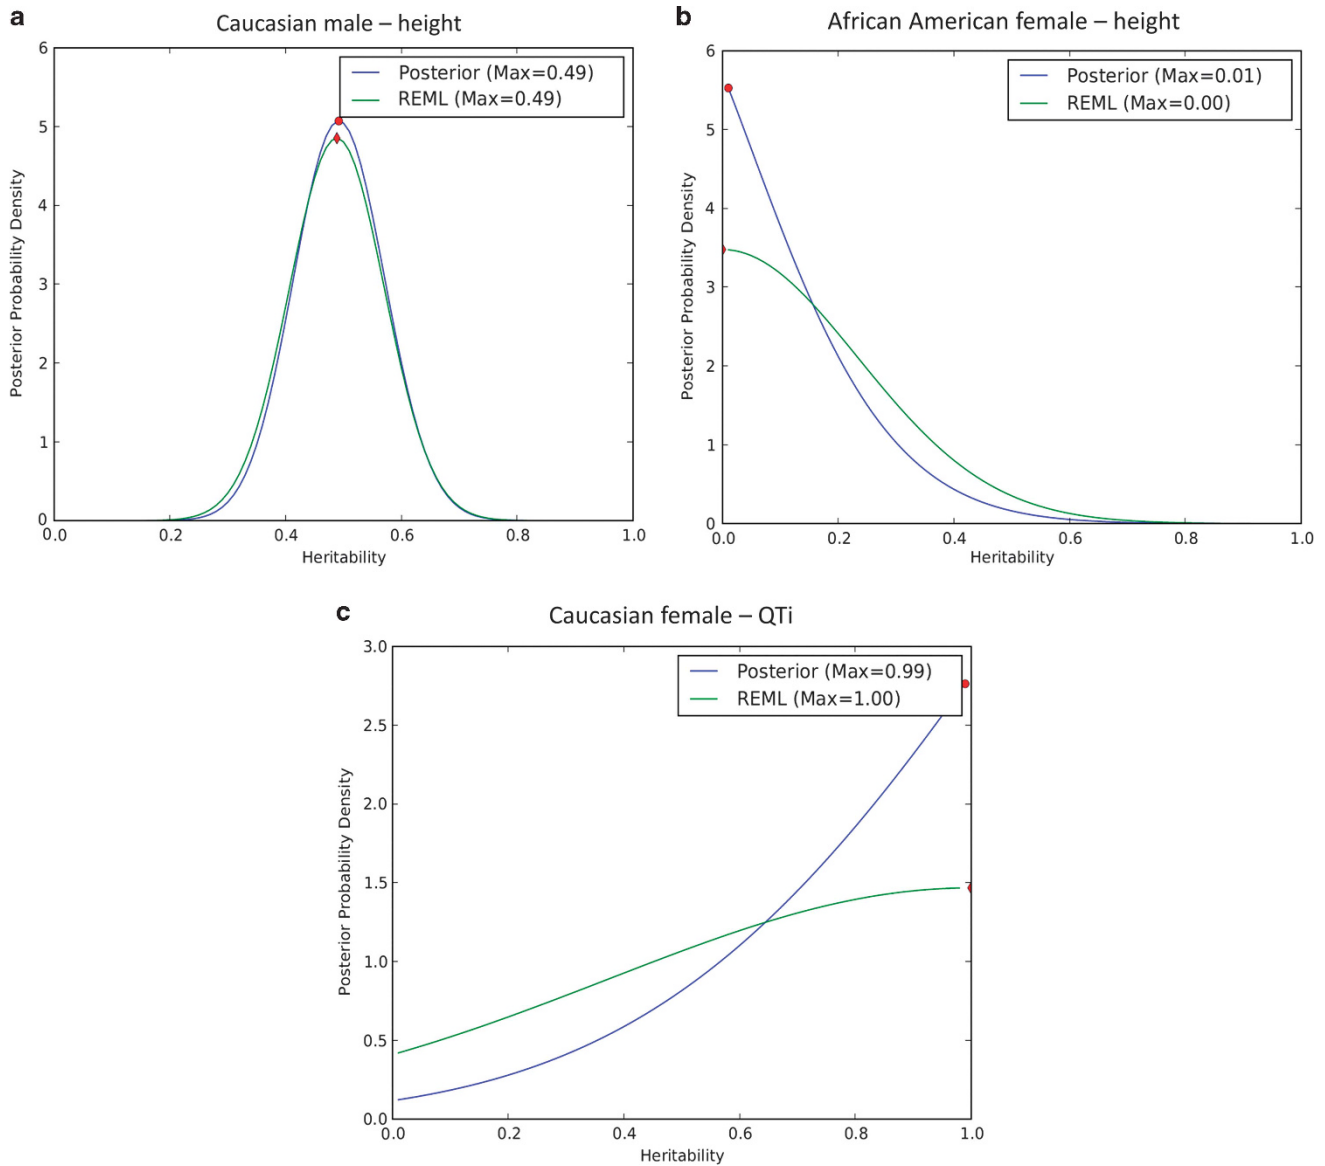 a
Caucasian male – height
6
5
4
3
2
1
0
0.0 0.2 0.4 0.6 0.8 1.0
Posterior Probability Density
Heritability
Posterior (Max=0.49)
REML (Max=0.49)
b
African American female – height
6
5
4
3
2
1
0
0.0 0.2 0.4 0.6 0.8 1.0
Posterior Probability Density
Heritability
Posterior (Max=0.01)
REML (Max=0.00)
c
Caucasian female – QTi
3.0
2.5
2.0
1.5
1.0
0.5
0.0
0.0 0.2 0.4 0.6 0.8 1.0
Posterior Probability Density
Heritability
Posterior (Max=0.99)
REML (Max=1.00)